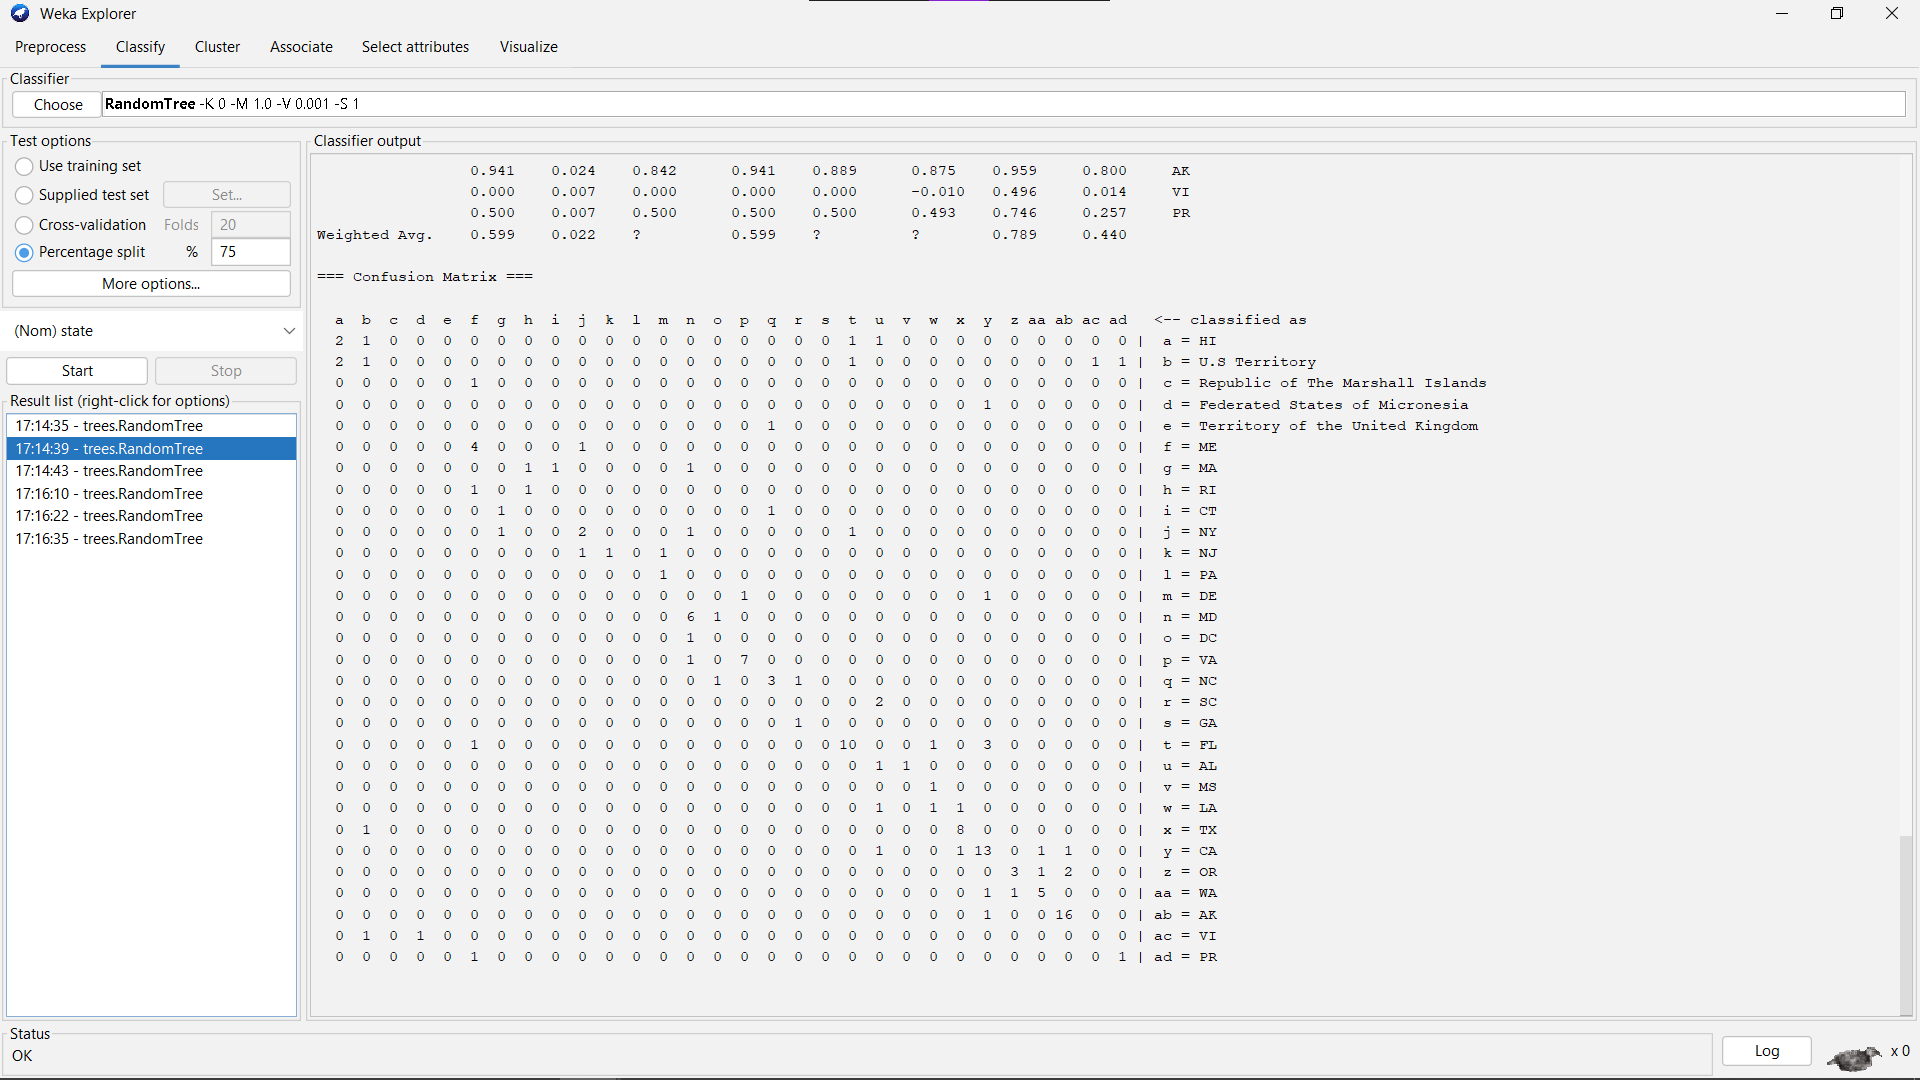 Weka Explorer
Preprocess Classify Cluster Associate Select attributes Visualize
Classifier
Choose RandomTree -K 0 -M 1.0 -V 0.001 -S 1
Test options
Use training set
Supplied test set Set...
Cross-validation Folds 20
Percentage split % 75
More options...
(Nom) state
Start Stop
Result list (right-click for options)
17:14:35 - trees.RandomTree
17:14:39 - trees.RandomTree
17:14:43 - trees.RandomTree
17:16:10 - trees.RandomTree
17:16:22 - trees.RandomTree
17:16:35 - trees.RandomTree
Classifier output
0.941 0.024 0.842 0.941 0.889 0.875 0.959 0.800 AK
0.000 0.007 0.000 0.000 0.000 -0.010 0.496 0.014 VI
0.500 0.007 0.500 0.500 0.500 0.493 0.746 0.257 PR
Weighted Avg. 0.599 0.022 ? 0.599 ? ? 0.789 0.440
=== Confusion Matrix ===
a b c d e f g h i j k l m n o p q r s t u v w x y z aa ab ac ad <-- classified as
2 1 0 0 0 0 0 0 0 0 0 0 0 0 0 0 0 0 0 1 1 0 0 0 0 0 0 0 0 0 | a = HI
2 1 0 0 0 0 0 0 0 0 0 0 0 0 0 0 0 0 0 1 0 0 0 0 0 0 0 0 1 1 | b = U.S Territory
0 0 0 0 0 1 0 0 0 0 0 0 0 0 0 0 0 0 0 0 0 0 0 0 0 0 0 0 0 0 | c = Republic of The Marshall Islands
0 0 0 0 0 0 0 0 0 0 0 0 0 0 0 0 0 0 0 0 0 0 0 0 1 0 0 0 0 0 | d = Federated States of Micronesia
0 0 0 0 0 0 0 0 0 0 0 0 0 0 0 0 1 0 0 0 0 0 0 0 0 0 0 0 0 0 | e = Territory of the United Kingdom
0 0 0 0 0 4 0 0 0 1 0 0 0 0 0 0 0 0 0 0 0 0 0 0 0 0 0 0 0 0 | f = ME
0 0 0 0 0 0 0 1 1 0 0 0 0 1 0 0 0 0 0 0 0 0 0 0 0 0 0 0 0 0 | g = MA
0 0 0 0 0 1 0 1 0 0 0 0 0 0 0 0 0 0 0 0 0 0 0 0 0 0 0 0 0 0 | h = RI
0 0 0 0 0 0 1 0 0 0 0 0 0 0 0 0 1 0 0 0 0 0 0 0 0 0 0 0 0 0 | i = CT
0 0 0 0 0 0 1 0 0 2 0 0 0 1 0 0 0 0 0 1 0 0 0 0 0 0 0 0 0 0 | j = NY
0 0 0 0 0 0 0 0 0 1 1 0 1 0 0 0 0 0 0 0 0 0 0 0 0 0 0 0 0 0 | k = NJ
0 0 0 0 0 0 0 0 0 0 0 0 1 0 0 0 0 0 0 0 0 0 0 0 0 0 0 0 0 0 | l = PA
0 0 0 0 0 0 0 0 0 0 0 0 0 0 0 1 0 0 0 0 0 0 0 0 1 0 0 0 0 0 | m = DE
0 0 0 0 0 0 0 0 0 0 0 0 0 6 1 0 0 0 0 0 0 0 0 0 0 0 0 0 0 0 | n = MD
0 0 0 0 0 0 0 0 0 0 0 0 0 1 0 0 0 0 0 0 0 0 0 0 0 0 0 0 0 0 | o = DC
0 0 0 0 0 0 0 0 0 0 0 0 0 1 0 7 0 0 0 0 0 0 0 0 0 0 0 0 0 0 | p = VA
0 0 0 0 0 0 0 0 0 0 0 0 0 0 1 0 3 1 0 0 0 0 0 0 0 0 0 0 0 0 | q = NC
0 0 0 0 0 0 0 0 0 0 0 0 0 0 0 0 0 0 0 0 2 0 0 0 0 0 0 0 0 0 | r = SC
0 0 0 0 0 0 0 0 0 0 0 0 0 0 0 0 0 1 0 0 0 0 0 0 0 0 0 0 0 0 | s = GA
0 0 0 0 0 1 0 0 0 0 0 0 0 0 0 0 0 0 0 10 0 0 1 0 3 0 0 0 0 0 | t = FL
0 0 0 0 0 0 0 0 0 0 0 0 0 0 0 0 0 0 0 0 1 1 0 0 0 0 0 0 0 0 | u = AL
0 0 0 0 0 0 0 0 0 0 0 0 0 0 0 0 0 0 0 0 0 0 1 0 0 0 0 0 0 0 | v = MS
0 0 0 0 0 0 0 0 0 0 0 0 0 0 0 0 0 0 0 0 1 0 1 1 0 0 0 0 0 0 | w = LA
0 1 0 0 0 0 0 0 0 0 0 0 0 0 0 0 0 0 0 0 0 0 0 8 0 0 0 0 0 0 | x = TX
0 0 0 0 0 0 0 0 0 0 0 0 0 0 0 0 0 0 0 0 1 0 0 1 13 0 1 1 0 0 | y = CA
0 0 0 0 0 0 0 0 0 0 0 0 0 0 0 0 0 0 0 0 0 0 0 0 0 3 1 2 0 0 | z = OR
0 0 0 0 0 0 0 0 0 0 0 0 0 0 0 0 0 0 0 0 0 0 0 0 1 1 5 0 0 0 | aa = WA
0 0 0 0 0 0 0 0 0 0 0 0 0 0 0 0 0 0 0 0 0 0 0 0 1 0 0 16 0 0 | ab = AK
0 1 0 1 0 0 0 0 0 0 0 0 0 0 0 0 0 0 0 0 0 0 0 0 0 0 0 0 0 0 | ac = VI
0 0 0 0 0 1 0 0 0 0 0 0 0 0 0 0 0 0 0 0 0 0 0 0 0 0 0 0 0 1 | ad = PR
Status
OK
Log x 0